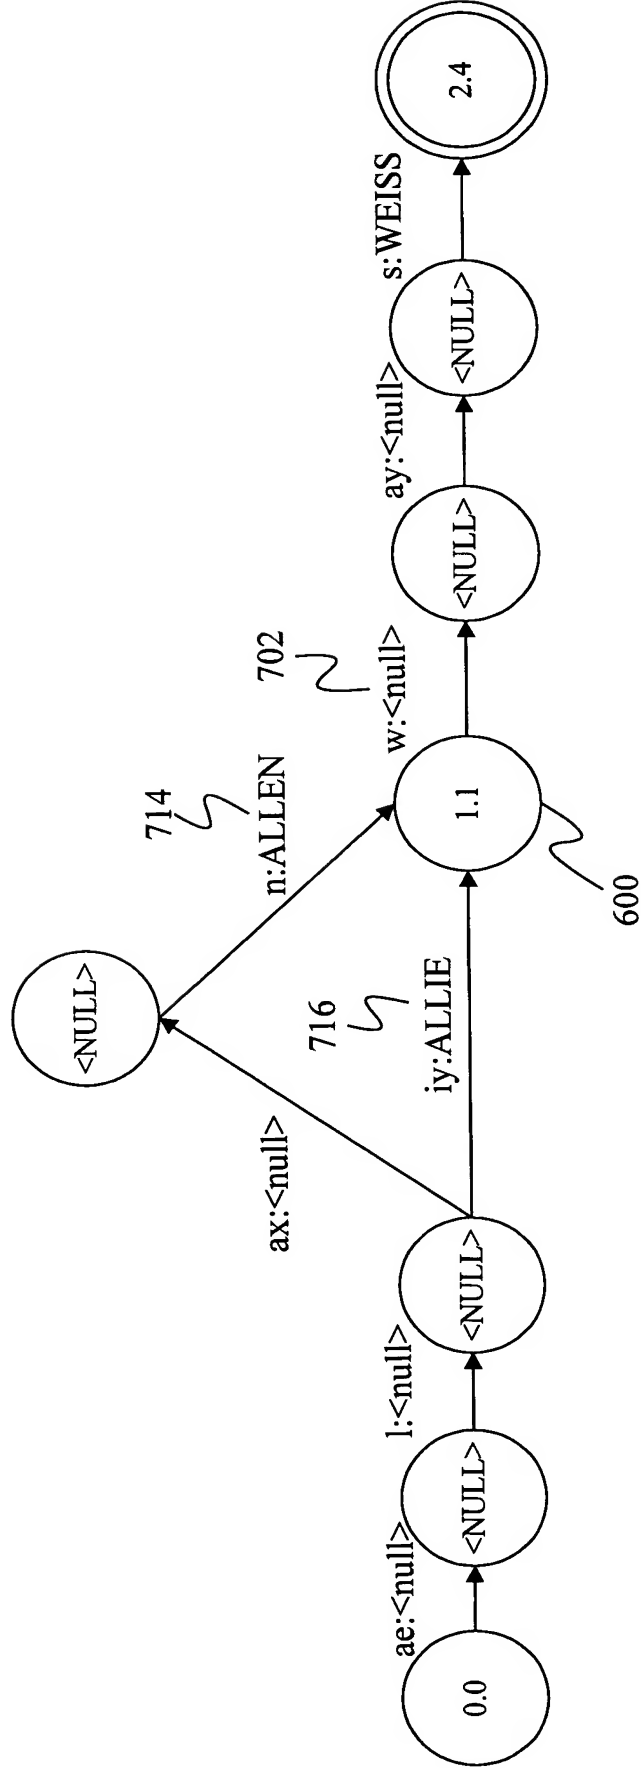 0.0
ae:<null>
<NULL>
l:<null>
<NULL>
ax:<null>
<NULL>
716
iy:ALLIE
714
n:ALLEN
1.1
600
702
w:<null>
<NULL>
ay:<null>
<NULL>
s:WEISS
2.4